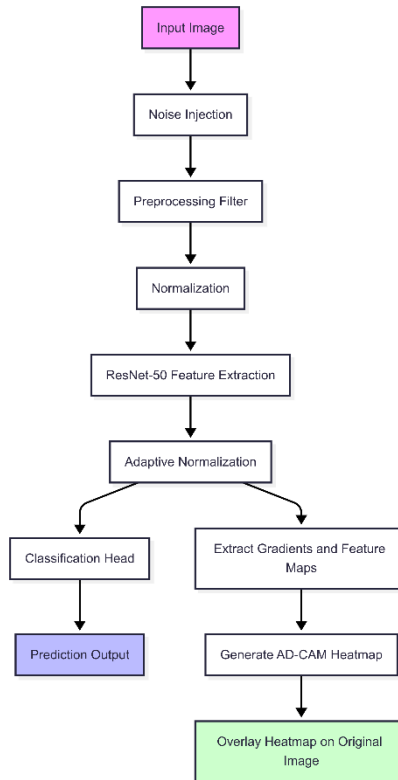 Input Image
Noise Injection
Preprocessing Filter
Normalization
ResNet-50 Feature Extraction
Adaptive Normalization
Classification Head
Extract Gradients and Feature
Maps
Prediction Output
Generate AD-CAM Heatmap
Overlay Heatmap on Original
Image